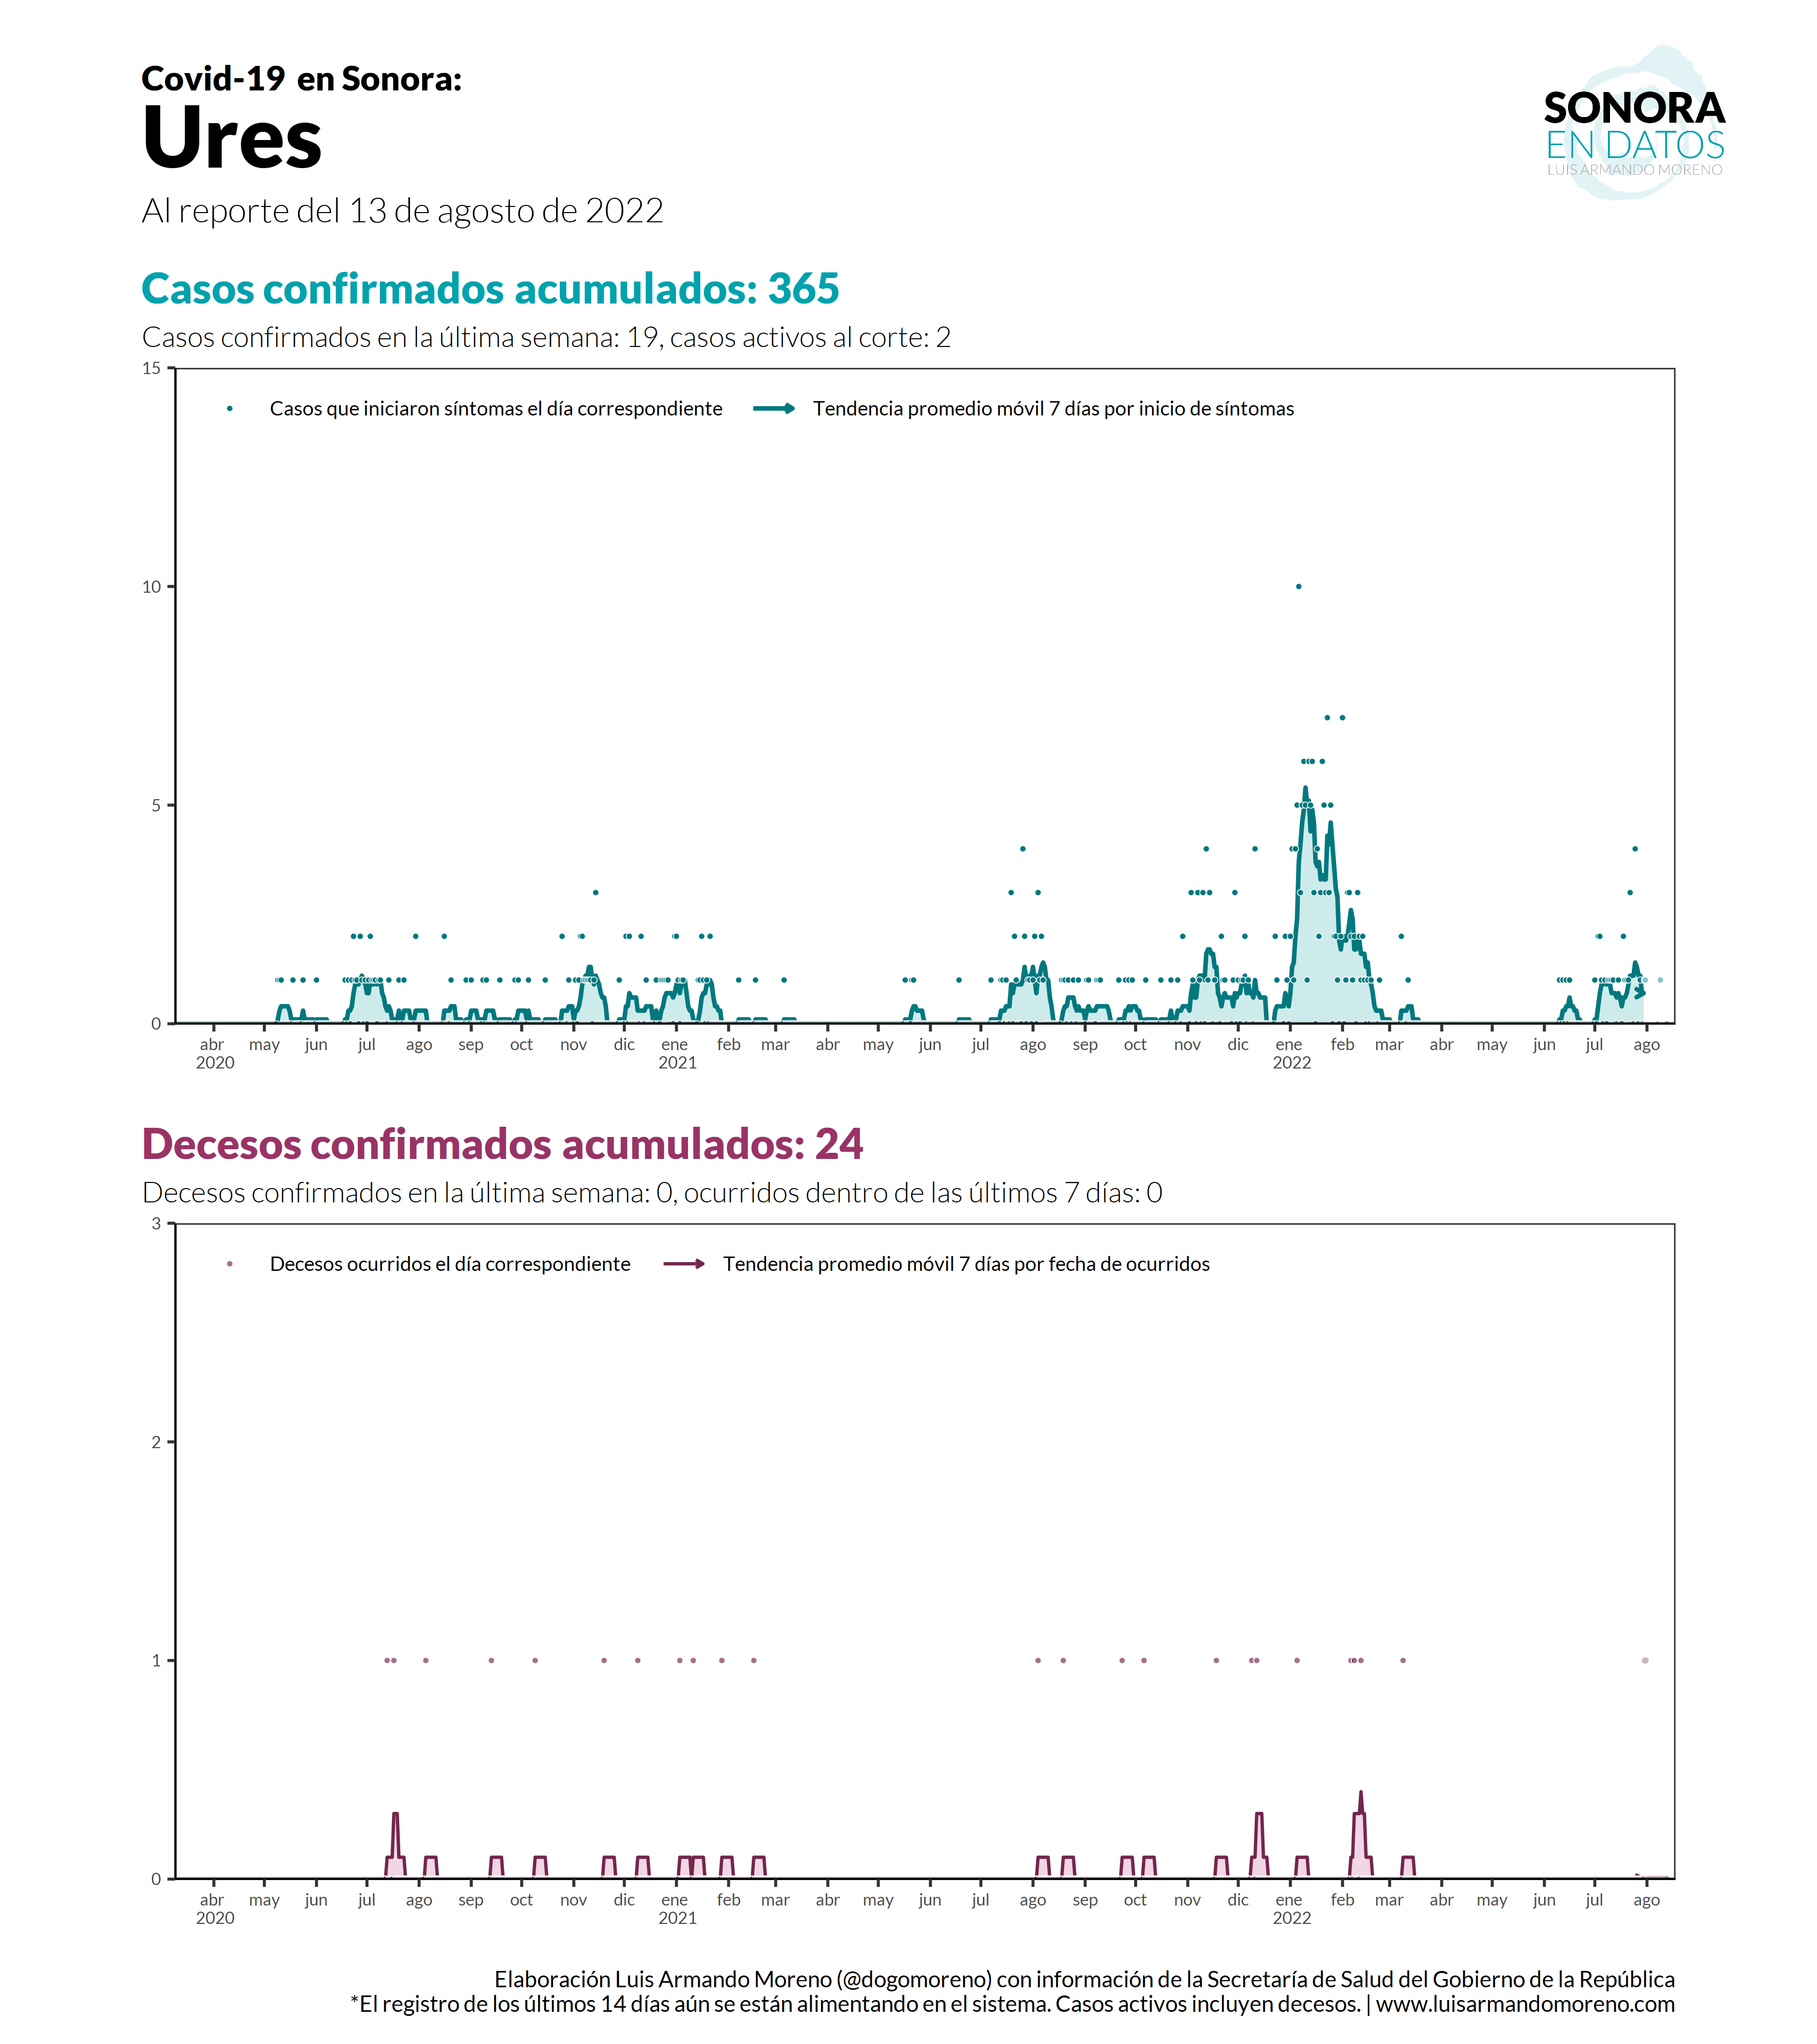 Covid-19 en Sonora:
Ures
Al reporte del 13 de agosto de 2022
SONORA
EN DATOS
LUIS ARMANDO MORENO
Casos confirmados acumulados: 365
Casos confirmados en la última semana: 19, casos activos al corte: 2
15
Casos que iniciaron síntomas el día correspondiente Tendencia promedio móvil 7 días por inicio de síntomas
10
5
0
abr may jun jul ago sep oct nov dic ene feb mar abr may jun jul ago sep oct nov dic ene feb mar abr may jun jul ago
2020 2021 2022
Decesos confirmados acumulados: 24
Decesos confirmados en la última semana: 0, ocurridos dentro de las últimos 7 días: 0
3
Decesos ocurridos el día correspondiente Tendencia promedio móvil 7 días por fecha de ocurridos
2
1
0
abr may jun jul ago sep oct nov dic ene feb mar abr may jun jul ago sep oct nov dic ene feb mar abr may jun jul ago
2020 2021 2022
Elaboración Luis Armando Moreno (@dogomoreno) con información de la Secretaría de Salud del Gobierno de la República
*El registro de los últimos 14 días aún se están alimentando en el sistema. Casos activos incluyen decesos. | www.luisarmandomoreno.com